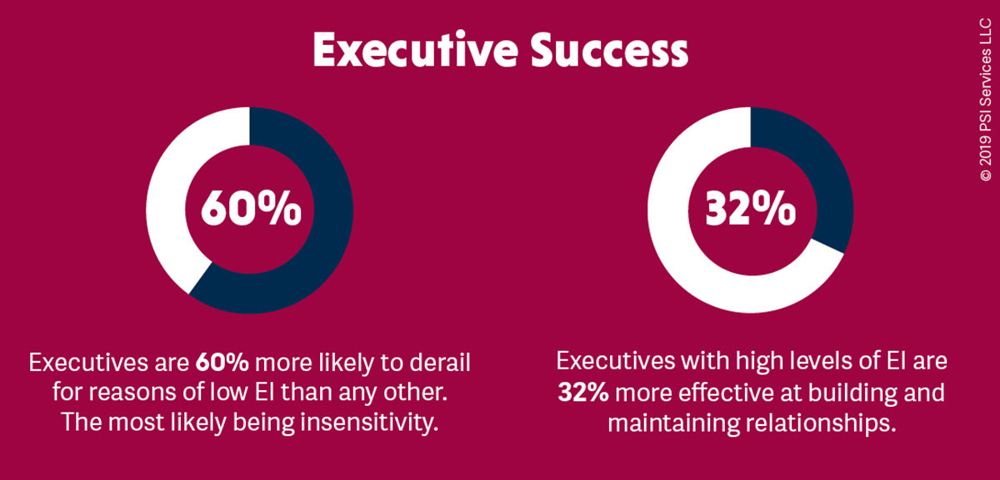 Executive Success
60%
Executives are 60% more likely to derail
for reasons of low EI than any other.
The most likely being insensitivity.
32%
Executives with high levels of EI are
32% more effective at building and
maintaining relationships.
© 2019 PSI Services LLC